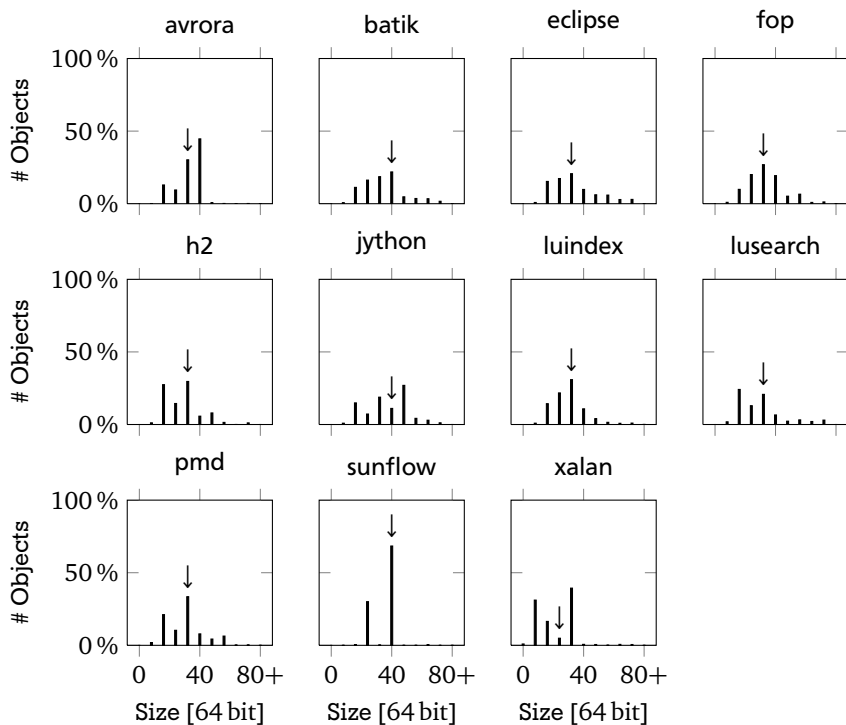 avrora batik eclipse fop
100 %
50 %
0 %
# Objects
h2 jython luindex lusearch
100 %
50 %
0 %
# Objects
pmd sunflow xalan
100 %
50 %
0 %
# Objects
0 40 80+ 0 40 80+ 0 40 80+
Size [64 bit] Size [64 bit] Size [64 bit]